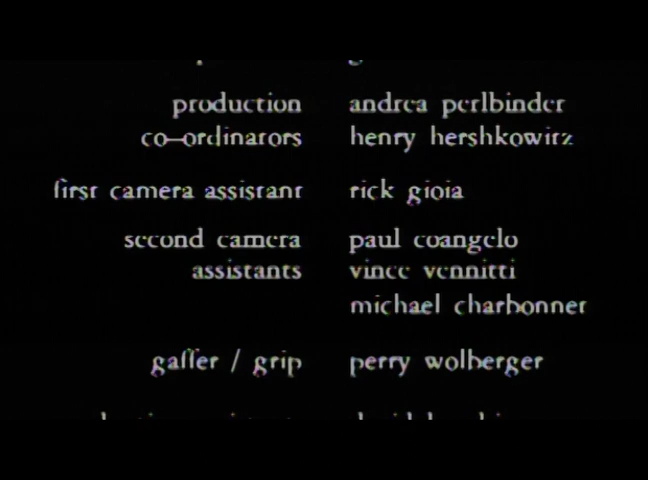 production andrea perlbinder
co-ordinators henry hershkowitz
first camera assistant rick gioia
second camera paul coangelo
assistants vince vennitti
michael charbonnet
gaffer / grip perry wolberger